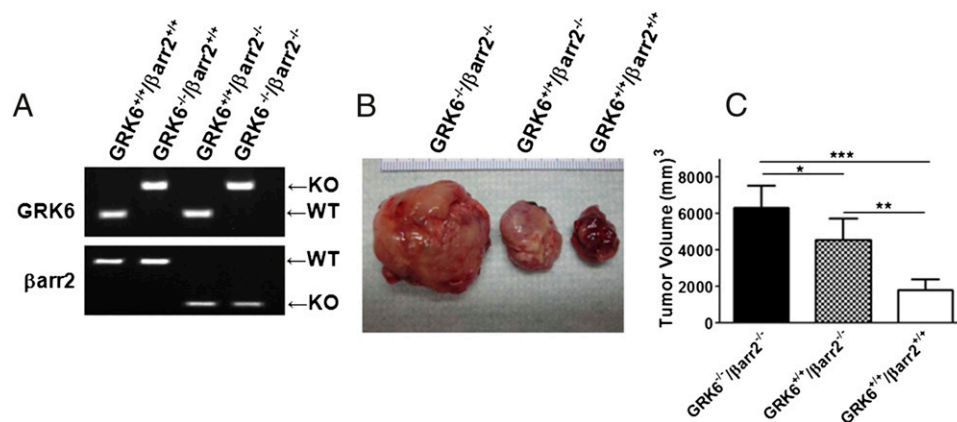 A
GRK6+/+/βarr2+/+
GRK6-/-/βarr2+/+
GRK6+/+/βarr2-/-
GRK6-/-/βarr2-/-
GRK6
←KO
←WT
βarr2
←WT
←KO
B
GRK6-/-/βarr2-/-
GRK6+/+/βarr2-/-
GRK6+/+/βarr2+/+
C
Tumor Volume (mm)3
8000
6000
4000
2000
0
***
*
**
GRK6-/-/βarr2-/-
GRK6+/+/βarr2-/-
GRK6+/+/βarr2+/+